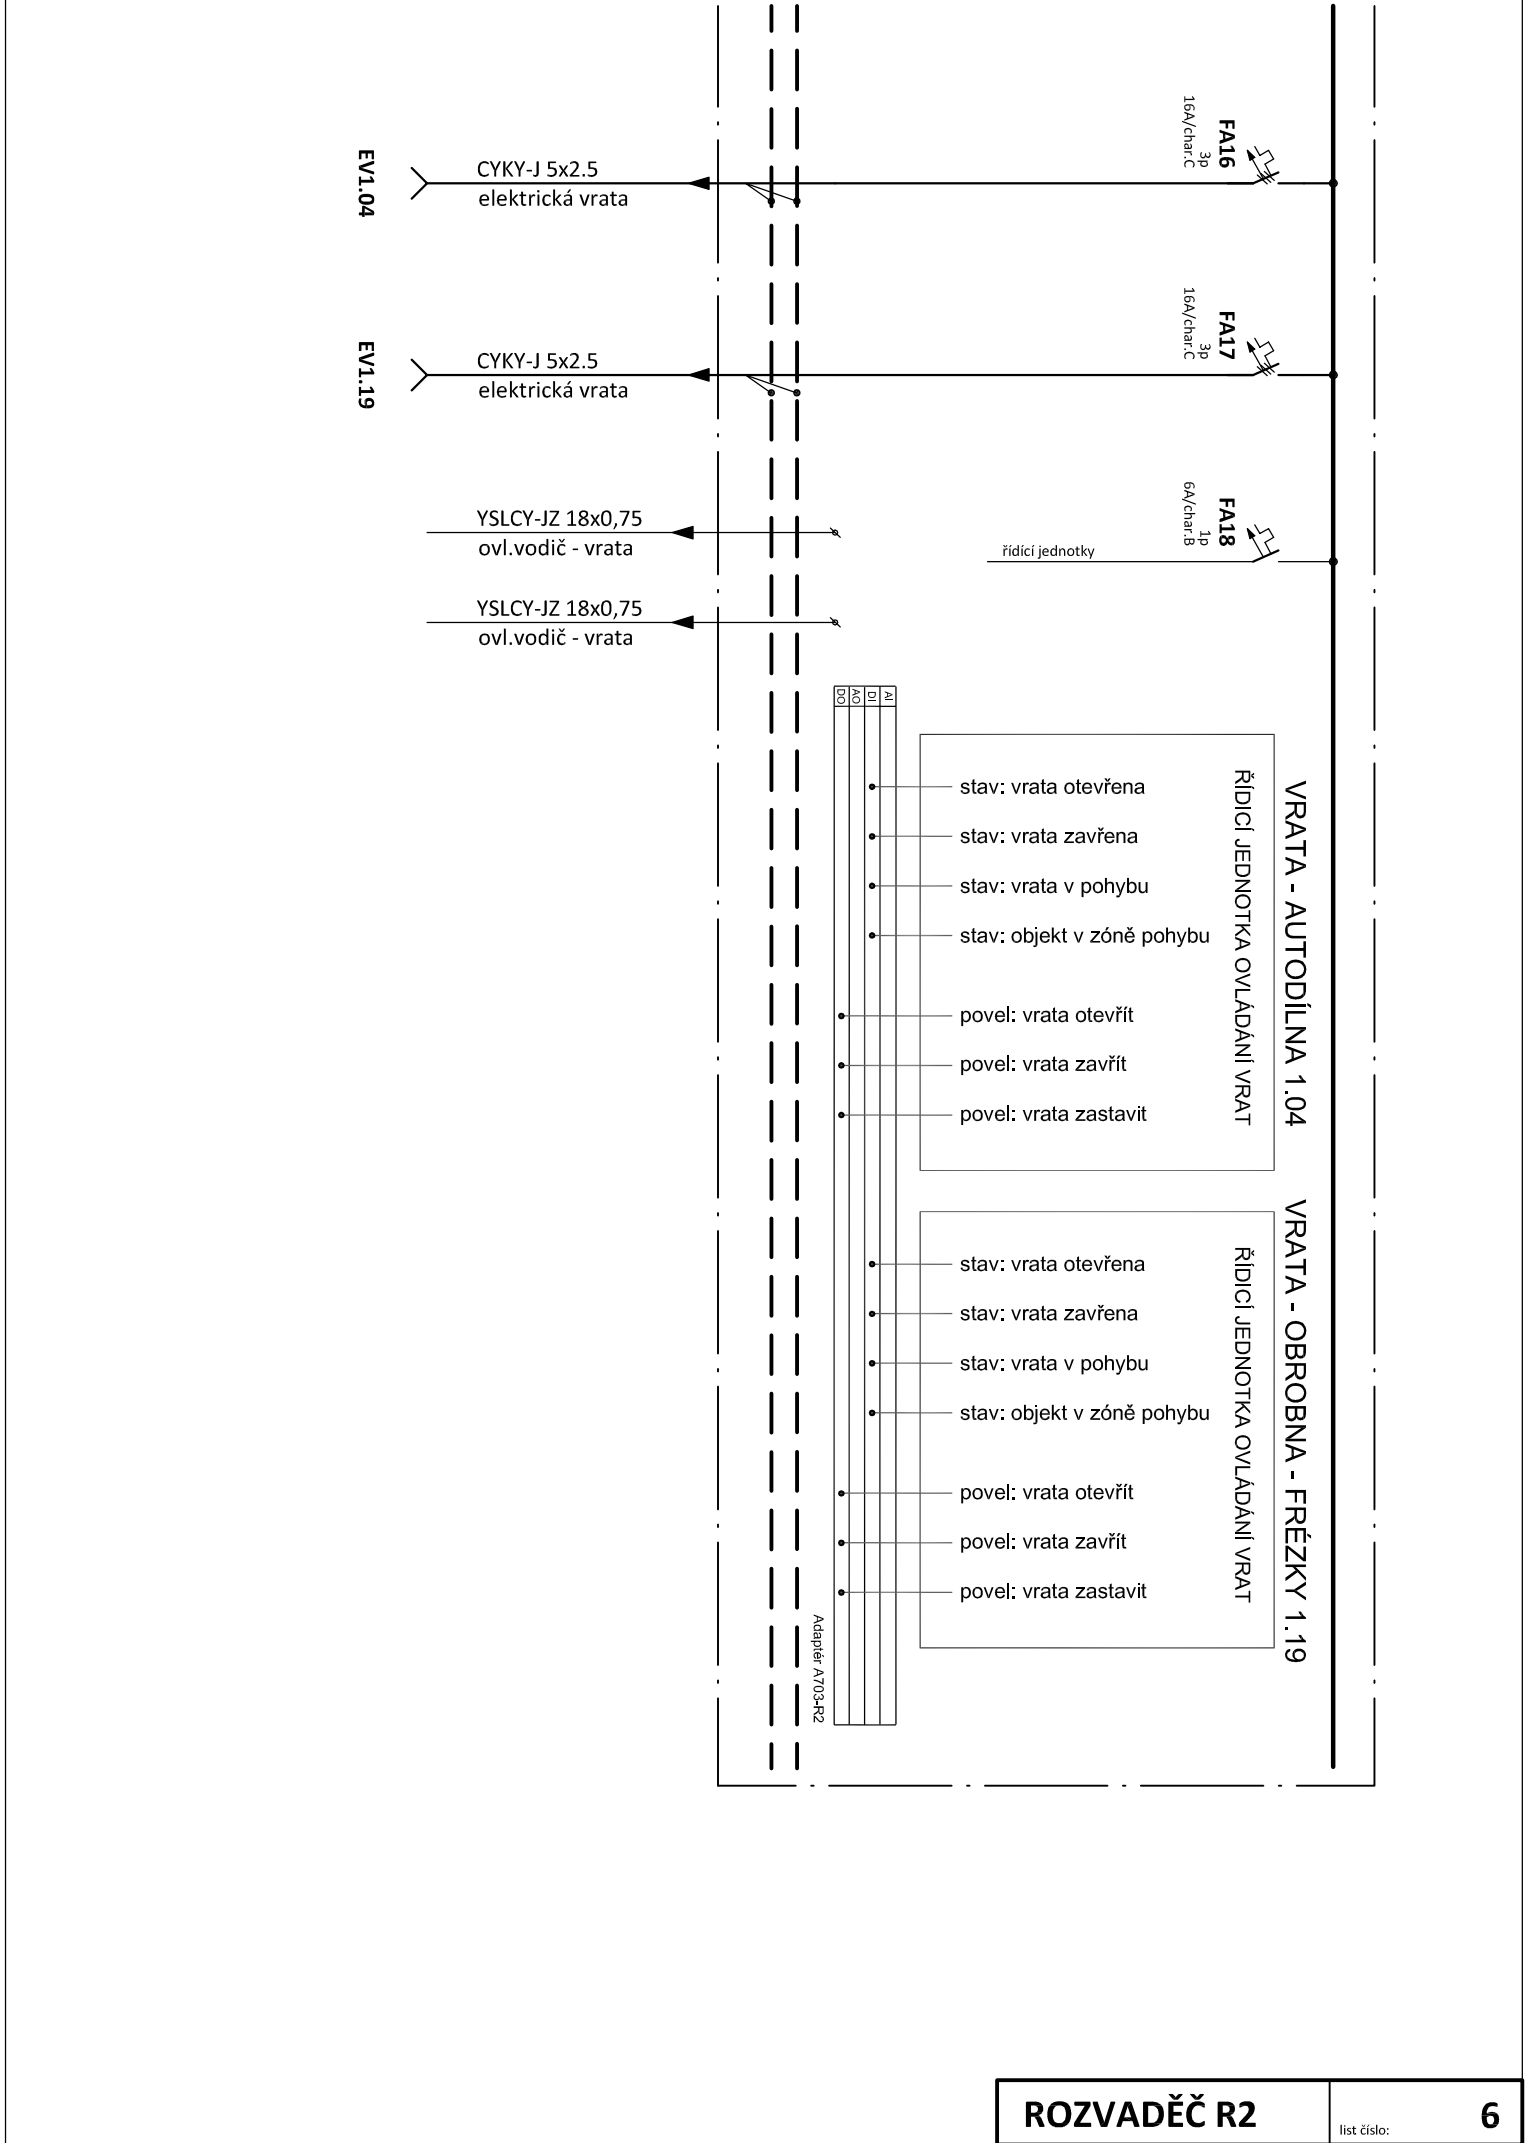 FA16
3p
16A/char.C
CYKY-J 5x2.5
elektrická vrata
EV1.04
FA17
3p
16A/char.C
CYKY-J 5x2.5
elektrická vrata
EV1.19
FA18
1p
6A/char.B
řídící jednotky
YSLCY-JZ 18x0,75
ovl.vodič - vrata
YSLCY-JZ 18x0,75
ovl.vodič - vrata
AI
DI
AO
DO
VRATA - AUTODÍLNA 1.04
ŘÍDICÍ JEDNOTKA OVLÁDÁNÍ VRAT
stav: vrata otevřena
stav: vrata zavřena
stav: vrata v pohybu
stav: objekt v zóně pohybu
povel: vrata otevřít
povel: vrata zavřít
povel: vrata zastavit
VRATA - OBROBNA - FRÉZKY 1.19
ŘÍDICÍ JEDNOTKA OVLÁDÁNÍ VRAT
stav: vrata otevřena
stav: vrata zavřena
stav: vrata v pohybu
stav: objekt v zóně pohybu
povel: vrata otevřít
povel: vrata zavřít
povel: vrata zastavit
Adaptér A703-R2
ROZVADĚČ R2
list číslo:
6